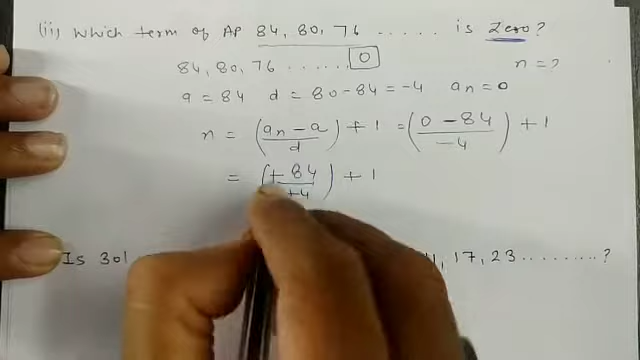 (ii) Which term of AP 84, 80, 76 ..... is Zero?
84, 80, 76 ...... 0 n = ?
a = 84 d = 80 - 84 = -4 an = 0
n = (an - a / d) + 1 = (0 - 84 / -4) + 1
= (+ 84 / +4) + 1
Is 301 11, 17, 23 ......... ?